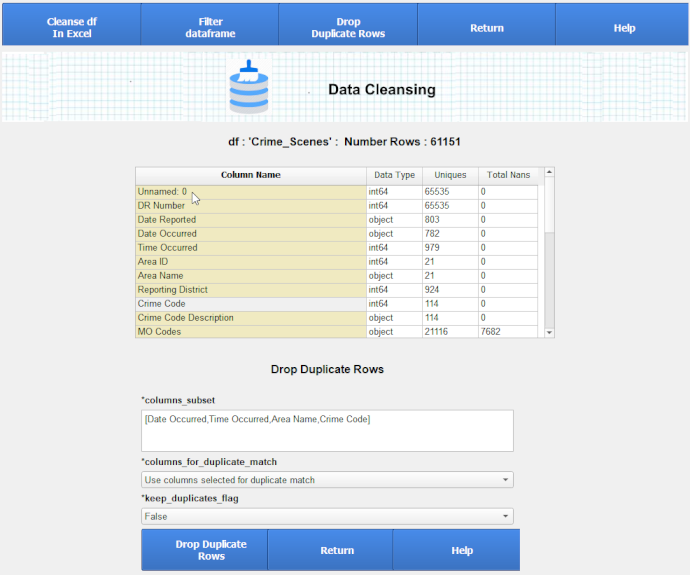 Cleanse df
In Excel
Filter
dataframe
Drop
Duplicate Rows
Return
Help
Data Cleansing
df : 'Crime_Scenes' : Number Rows : 61151
Column Name Data Type Uniques Total Nans
Unnamed: 0 int64 65535 0
DR Number int64 65535 0
Date Reported object 803 0
Date Occurred object 782 0
Time Occurred int64 979 0
Area ID int64 21 0
Area Name object 21 0
Reporting District int64 924 0
Crime Code int64 114 0
Crime Code Description object 114 0
MO Codes object 21116 7682
Drop Duplicate Rows
*columns_subset
[Date Occurred,Time Occurred,Area Name,Crime Code]
*columns_for_duplicate_match
Use columns selected for duplicate match
*keep_duplicates_flag
False
Drop Duplicate
Rows
Return
Help